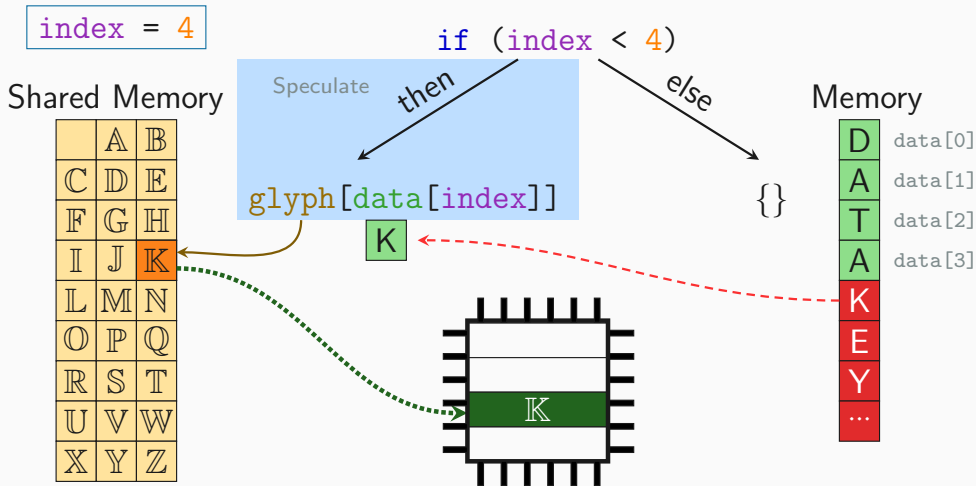 index = 4
if (index < 4)
Speculate
then
else
Shared Memory
Memory
𝔸 𝔹
ℂ 𝔻 𝔼
𝔽 𝔾 ℍ
𝕀 𝕁 𝕂
𝕃 𝕄 ℕ
𝕆 ℙ ℚ
ℝ 𝕊 𝕋
𝕌 𝕍 𝕎
𝕏 𝕐 ℤ
glyph[data[index]]
K
{}
D data[0]
A data[1]
T data[2]
A data[3]
K
E
Y
...
𝕂